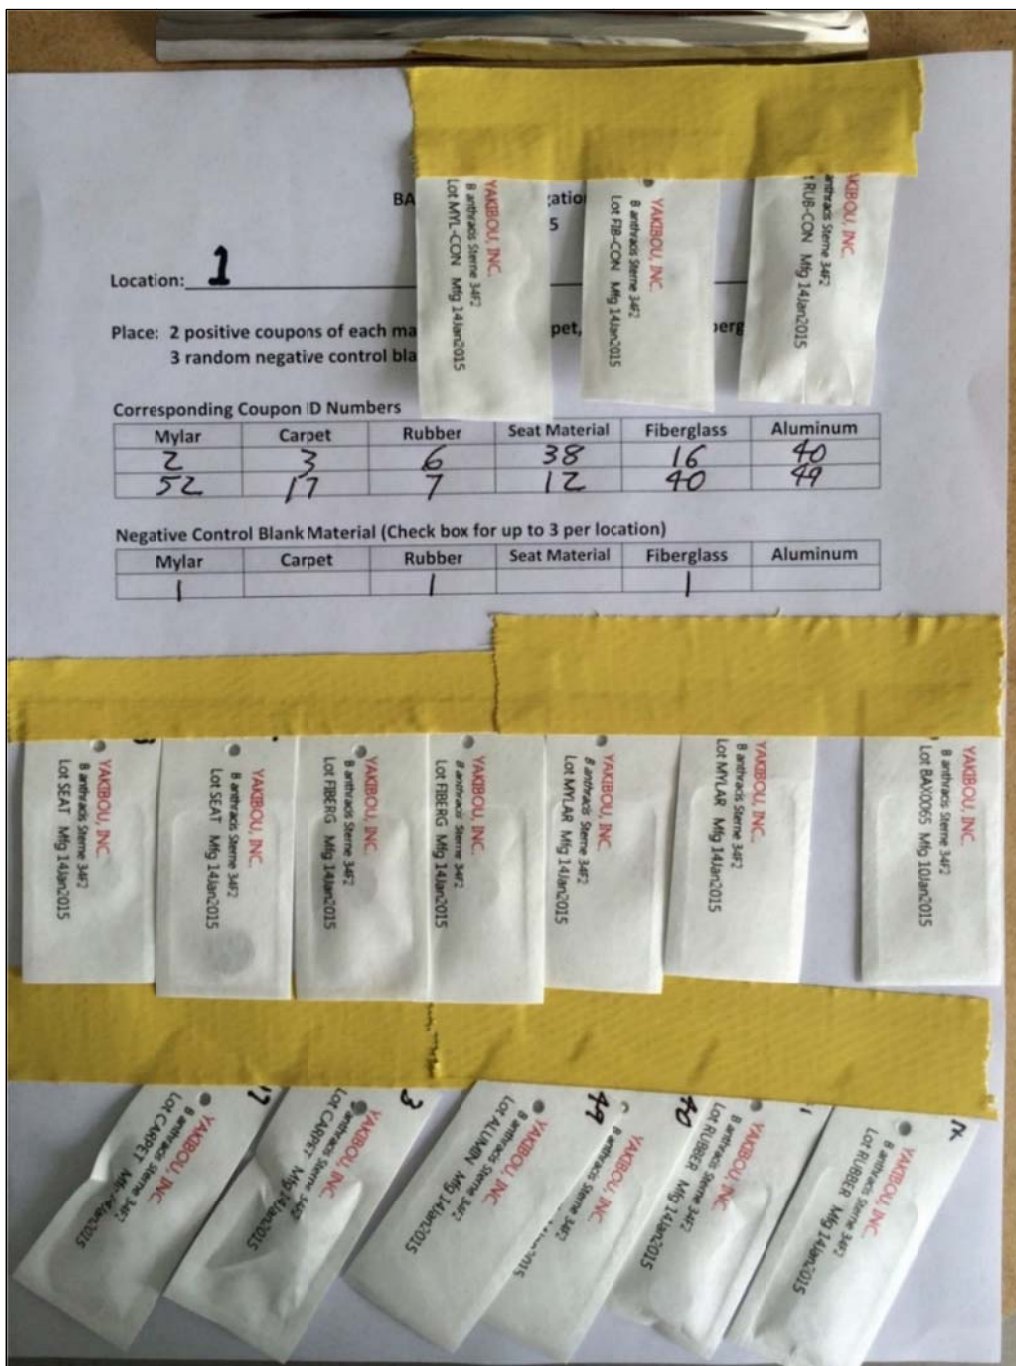 BA
gation
5
Location: 1
Place: 2 positive coupons of each ma
pet,
berg
3 random negative control bla
YAKIBOU, INC.
B anthracis Sterne 34F2
Lot MYL-CON Mfg 14Jan2015
YAKIBOU, INC.
B anthracis Sterne 34F2
Lot FIB-CON Mfg 14Jan2015
YAKIBOU, INC.
anthracis Sterne 34F2
t RUB-CON Mfg 14Jan2015
Corresponding Coupon ID Numbers
Mylar Carpet Rubber Seat Material Fiberglass Aluminum
2 3 6 38 16 40
52 17 7 12 40 49
Negative Control Blank Material (Check box for up to 3 per location)
Mylar Carpet Rubber Seat Material Fiberglass Aluminum
1 1 1
YAKIBOU, INC.
B anthracis Sterne 34F2
Lot SEAT Mfg 14Jan2015
YAKIBOU, INC.
B anthracis Sterne 34F2
Lot SEAT Mfg 14Jan2015
YAKIBOU, INC.
B anthracis Sterne 34F2
Lot FIBERG Mfg 14Jan2015
YAKIBOU, INC.
B anthracis Sterne 34F2
Lot FIBERG Mfg 14Jan2015
YAKIBOU, INC.
B anthracis Sterne 34F2
Lot MYLAR Mfg 14Jan2015
YAKIBOU, INC.
B anthracis Sterne 34F2
Lot MYLAR Mfg 14Jan2015
YAKIBOU, INC.
B anthracis Sterne 34F2
Lot BAX0065 Mfg 10Jan2015
17
YAKIBOU, INC.
B anthracis Sterne 34F2
Lot CARPET Mfg 14Jan2015
3
YAKIBOU, INC.
B anthracis Sterne 34F2
Lot CARPET Mfg 14Jan2015
49
YAKIBOU, INC.
B anthracis Sterne 34F2
Lot ALUMIN Mfg 14Jan2015
40
YAKIBOU, INC.
B anthracis Sterne 34F2
YAKIBOU, INC.
B anthracis Sterne 34F2
Lot RUBBER Mfg 14Jan2015
YAKIBOU, INC.
B anthracis Sterne 34F2
Lot RUBBER Mfg 14Jan2015